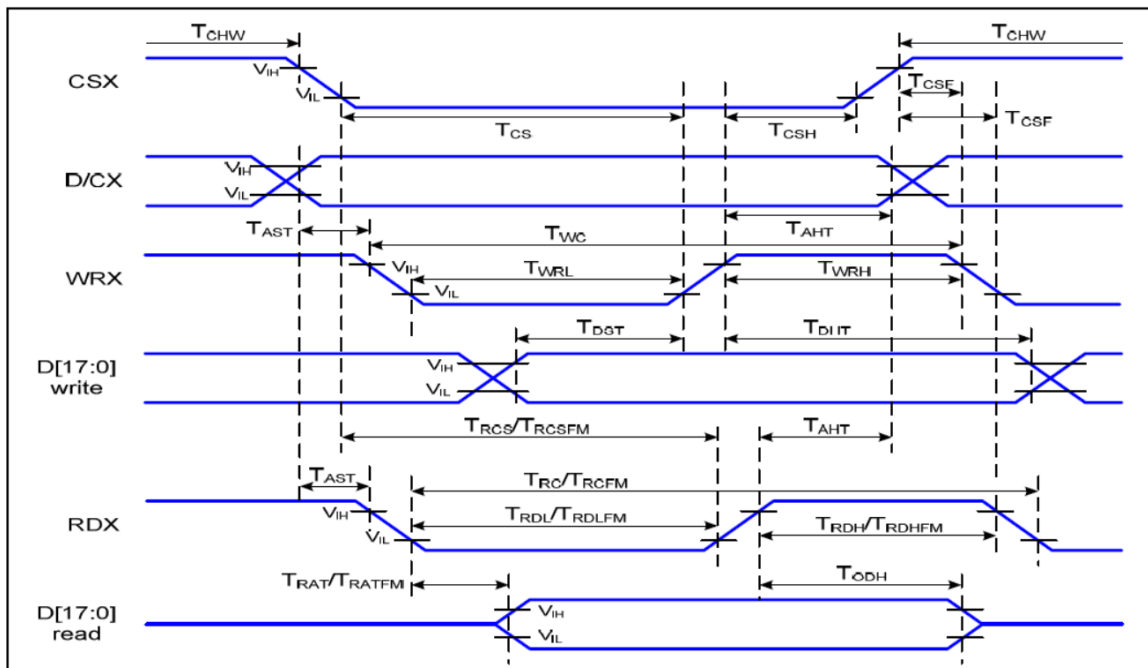 TCHW
TCHW
CSX
VIH
VIL
TCSF
TCS
TCSH
TCSF
D/CX
VIH
VIL
TAST
TWC
TAHT
WRX
VIH
VIL
TWRL
TWRH
D[17:0]
write
TDST
TDHT
VIH
VIL
TRCS/TRCSFM
TAHT
TAST
TRC/TRCFM
RDX
VIH
VIL
TRDL/TRDLFM
TRDH/TRDHFM
TRAT/TRATFM
TODH
D[17:0]
read
VIH
VIL